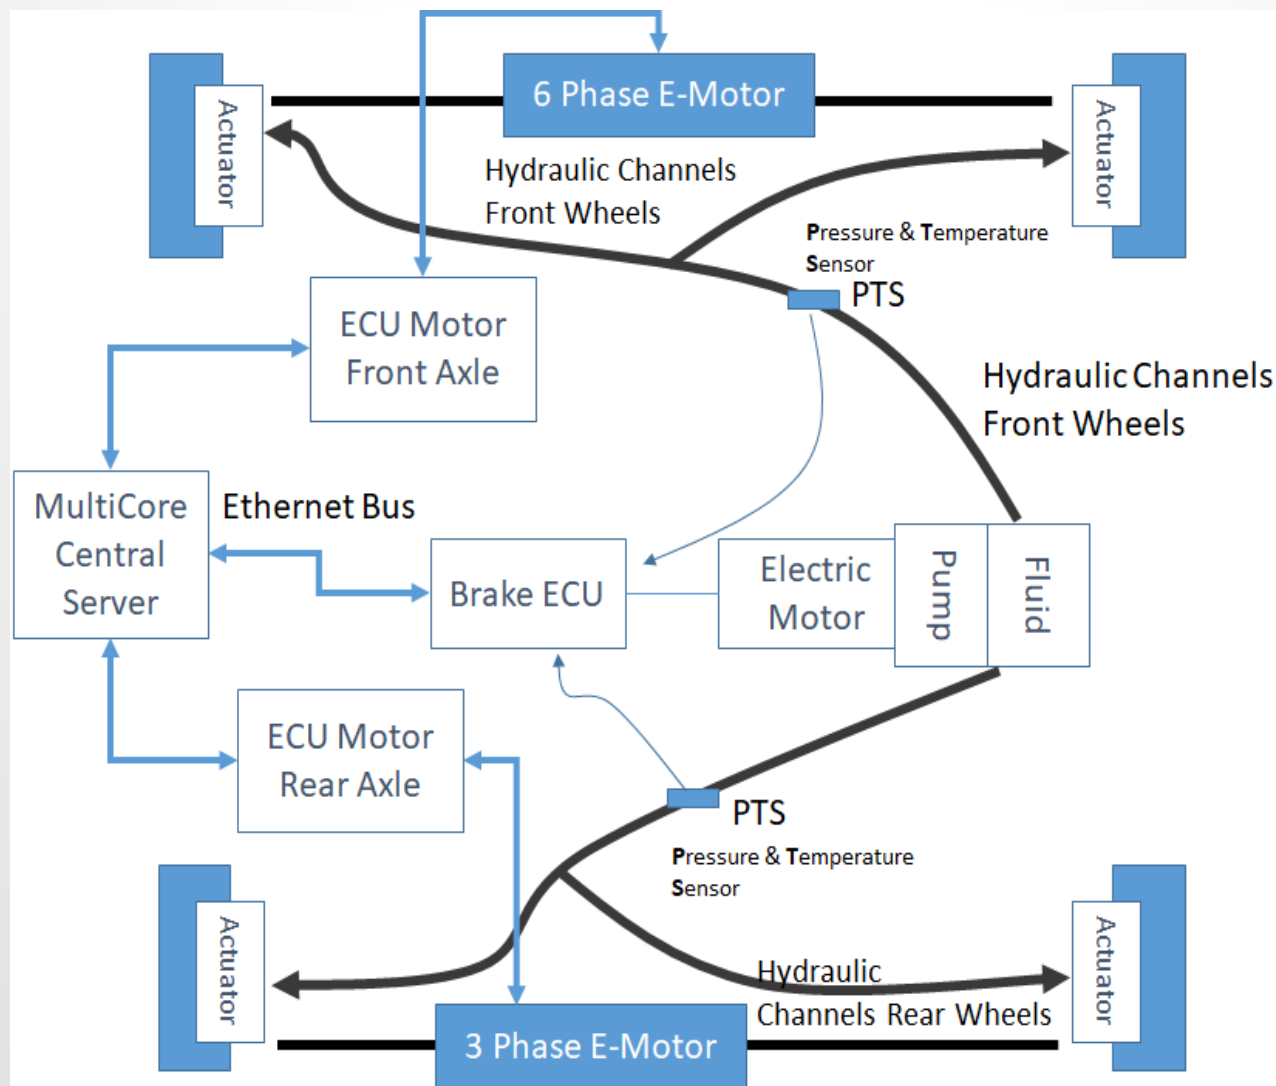 6 Phase E-Motor
Actuator
Actuator
Hydraulic Channels
Front Wheels
Pressure & Temperature
Sensor
PTS
ECU Motor
Front Axle
Hydraulic Channels
Front Wheels
MultiCore
Central
Server
Ethernet Bus
Brake ECU
Electric
Motor
Pump
Fluid
ECU Motor
Rear Axle
PTS
Pressure & Temperature
Sensor
Actuator
Actuator
Hydraulic
Channels Rear Wheels
3 Phase E-Motor